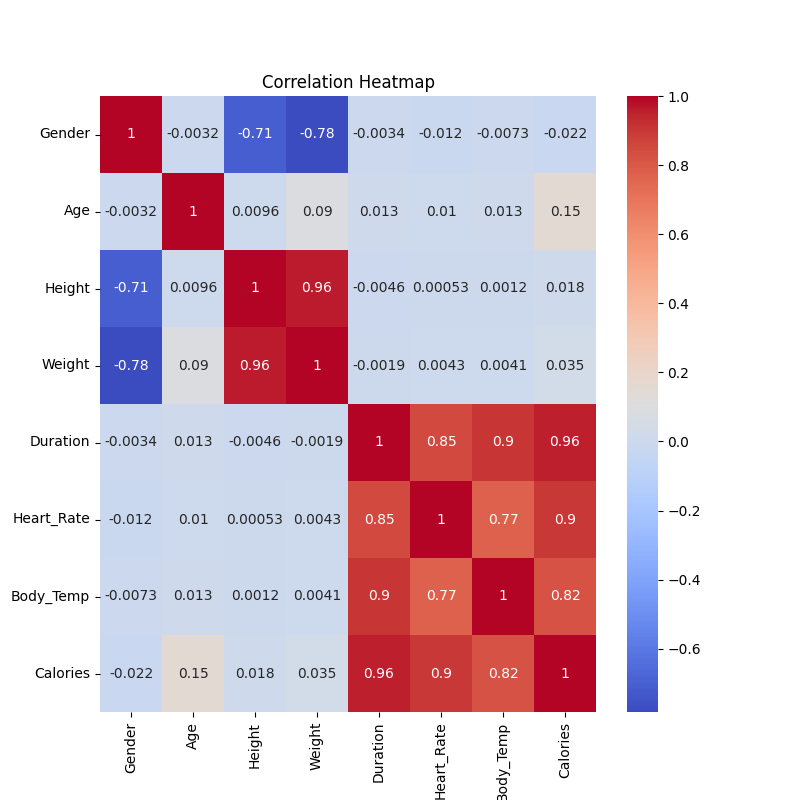 Correlation Heatmap
Gender 1 -0.0032 -0.71 -0.78 -0.0034 -0.012 -0.0073 -0.022
Age -0.0032 1 0.0096 0.09 0.013 0.01 0.013 0.15
Height -0.71 0.0096 1 0.96 -0.0046 0.00053 0.0012 0.018
Weight -0.78 0.09 0.96 1 -0.0019 0.0043 0.0041 0.035
Duration -0.0034 0.013 -0.0046 -0.0019 1 0.85 0.9 0.96
Heart_Rate -0.012 0.01 0.00053 0.0043 0.85 1 0.77 0.9
Body_Temp -0.0073 0.013 0.0012 0.0041 0.9 0.77 1 0.82
Calories -0.022 0.15 0.018 0.035 0.96 0.9 0.82 1
Gender Age Height Weight Duration Heart_Rate Body_Temp Calories
1.0
0.8
0.6
0.4
0.2
0.0
−0.2
−0.4
−0.6